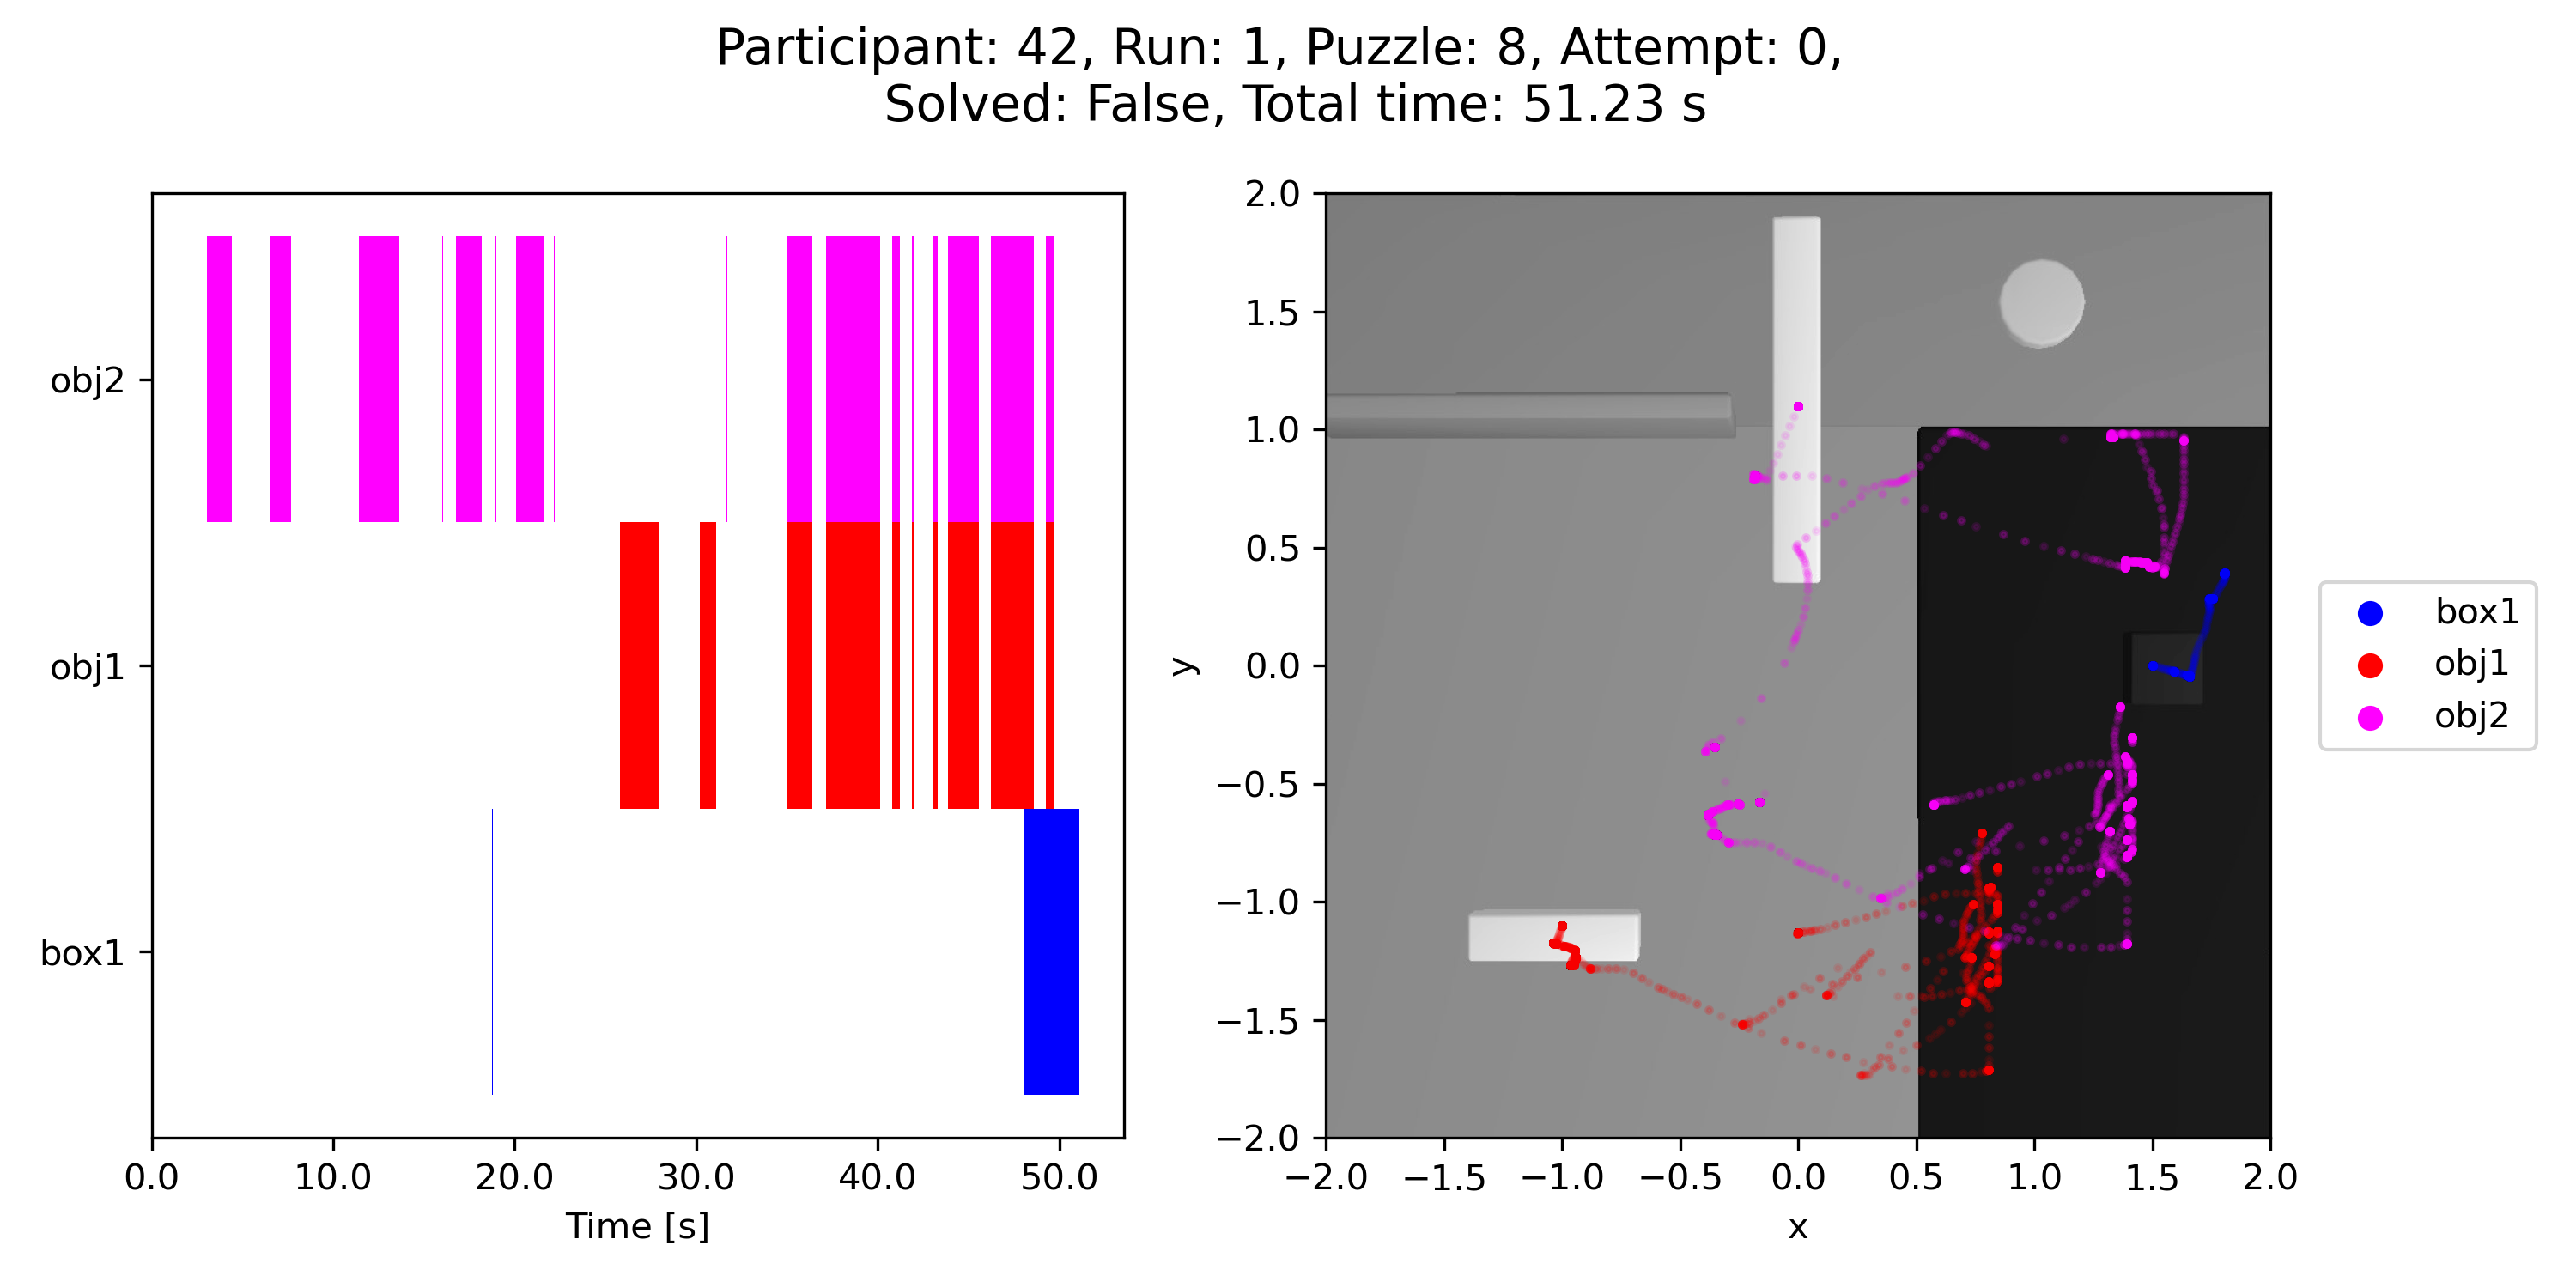 Participant: 42, Run: 1, Puzzle: 8, Attempt: 0,
Solved: False, Total time: 51.23 s
obj2
obj1
box1
0.0 10.0 20.0 30.0 40.0 50.0
Time [s]
2.0
1.5
1.0
0.5
0.0
−0.5
−1.0
−1.5
−2.0
y
−2.0 −1.5 −1.0 −0.5 0.0 0.5 1.0 1.5 2.0
x
box1
obj1
obj2